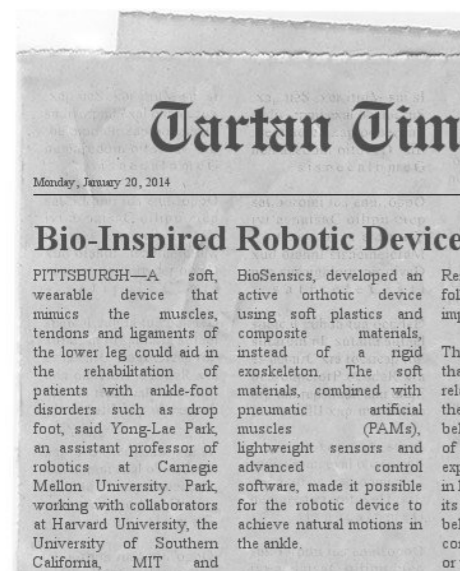 Tartan Tim
Monday, January 20, 2014
Bio-Inspired Robotic Device
PITTSBURGH—A soft,
wearable device that
mimics the muscles,
tendons and ligaments of
the lower leg could aid in
the rehabilitation of
patients with ankle-foot
disorders such as drop
foot, said Yong-Lae Park,
an assistant professor of
robotics at Carnegie
Mellon University. Park,
working with collaborators
at Harvard University, the
University of Southern
California, MIT and
BioSensics, developed an
active orthotic device
using soft plastics and
composite materials,
instead of a rigid
exoskeleton. The soft
materials, combined with
pneumatic artificial
muscles (PAMs),
lightweight sensors and
advanced control
software, made it possible
for the robotic device to
achieve natural motions in
the ankle.